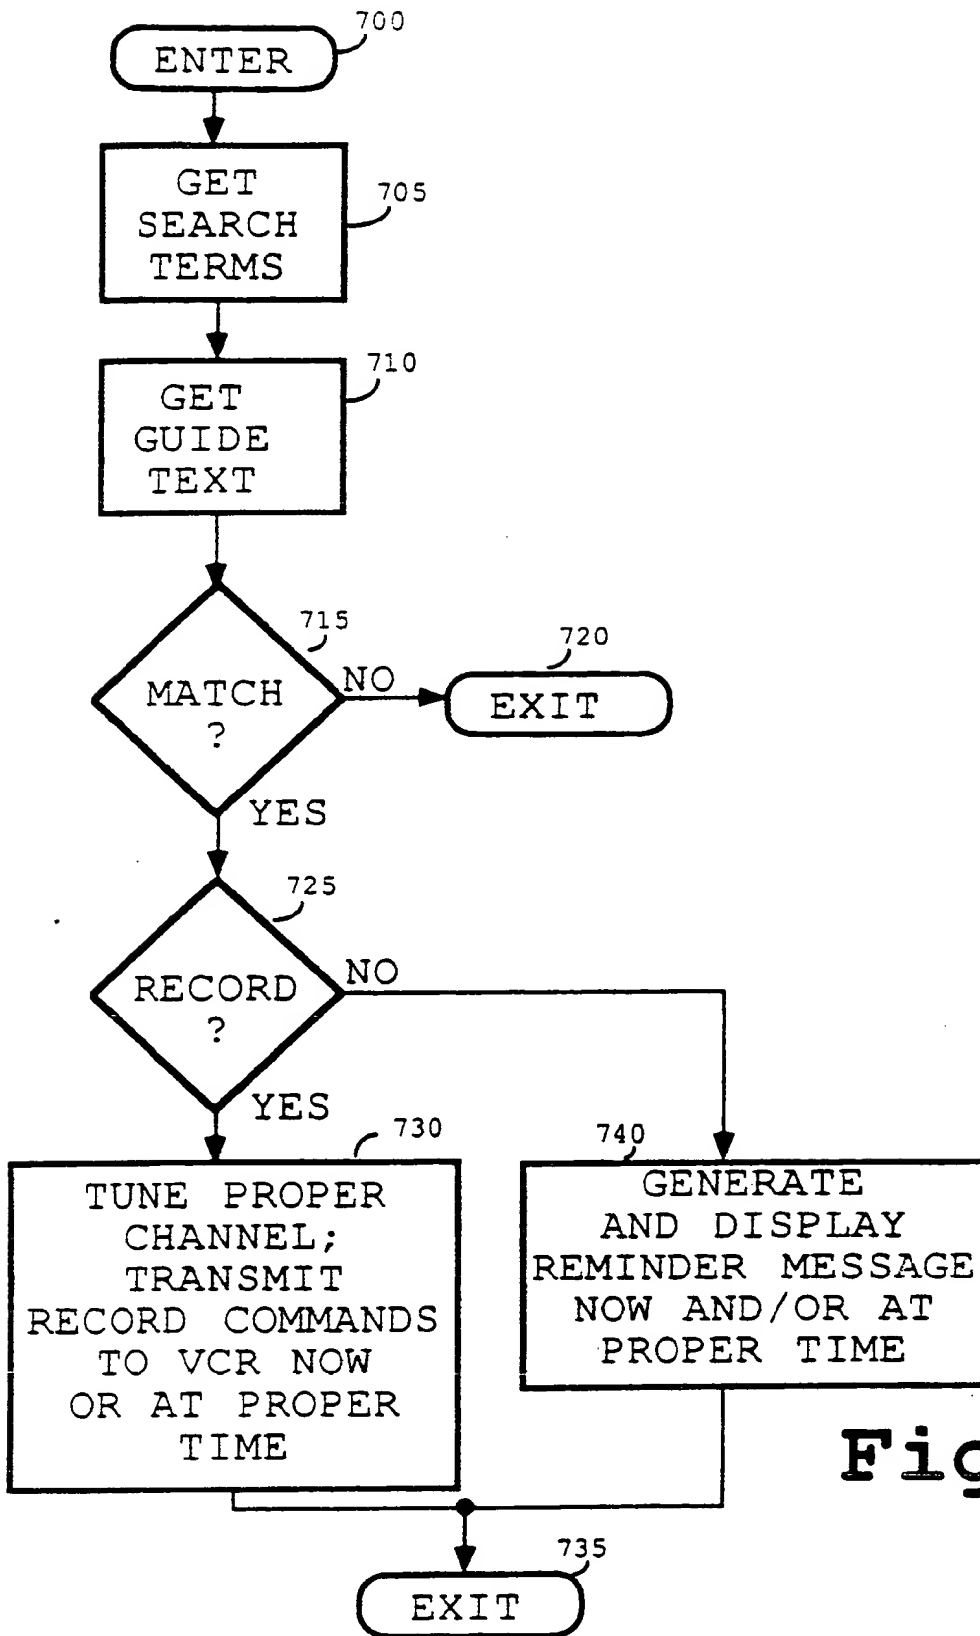 700
ENTER
GET
SEARCH
TERMS
705
GET
GUIDE
TEXT
710
715
MATCH
?
NO
720
EXIT
YES
725
RECORD
?
NO
YES
730
TUNE PROPER
CHANNEL;
TRANSMIT
RECORD COMMANDS
TO VCR NOW
OR AT PROPER
TIME
740
GENERATE
AND DISPLAY
REMINDER MESSAGE
NOW AND/OR AT
PROPER TIME
Fig
735
EXIT